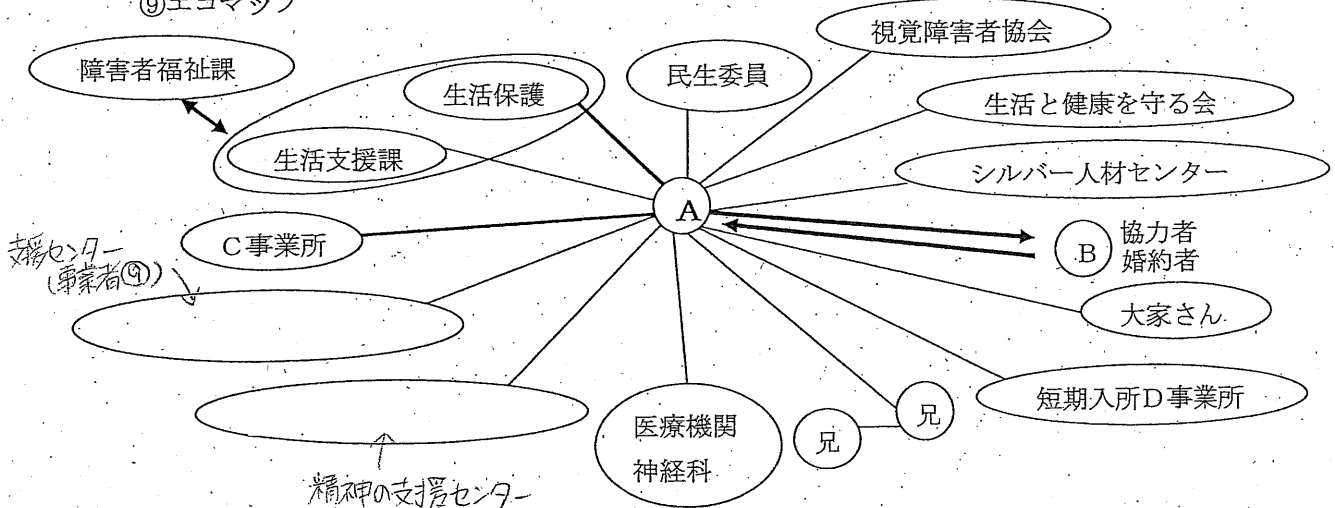 ⑨エコマップ
障害者福祉課
生活保護
生活支援課
民生委員
視覚障害者協会
生活と健康を守る会
シルバー人材センター
A
C事業所
B
協力者
婚約者
支援センター
(事業者⑨)
大家さん
短期入所D事業所
兄
兄
医療機関
神経科
精神の支援センター